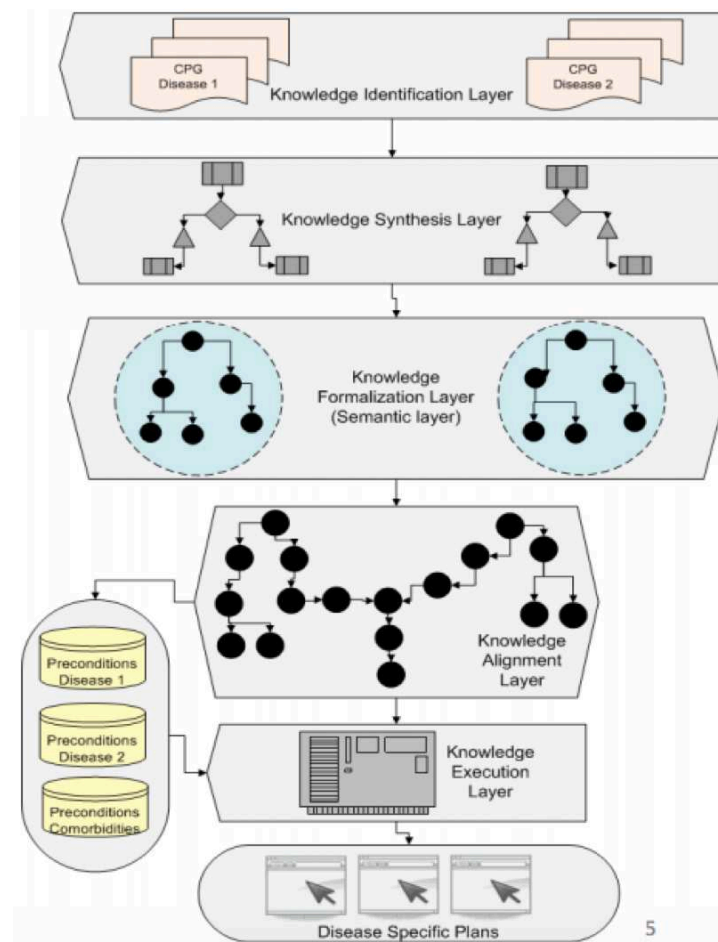 CPG
Disease 1
CPG
Disease 2
Knowledge Identification Layer
Knowledge Synthesis Layer
Knowledge
Formalization Layer
(Semantic layer)
Knowledge
Alignment
Layer
Preconditions
Disease 1
Preconditions
Disease 2
Preconditions
Comorbidities
Knowledge
Execution
Layer
Disease Specific Plans
5